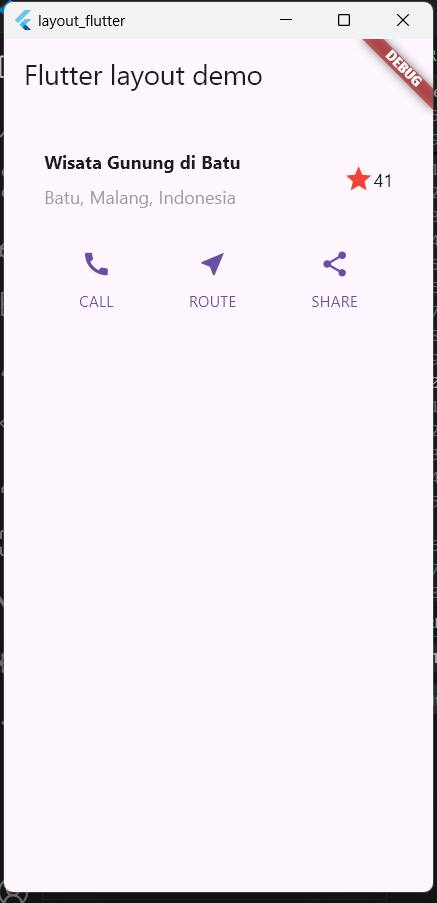 layout_flutter
DEBUG
Flutter layout demo
Wisata Gunung di Batu
Batu, Malang, Indonesia
41
CALL
ROUTE
SHARE